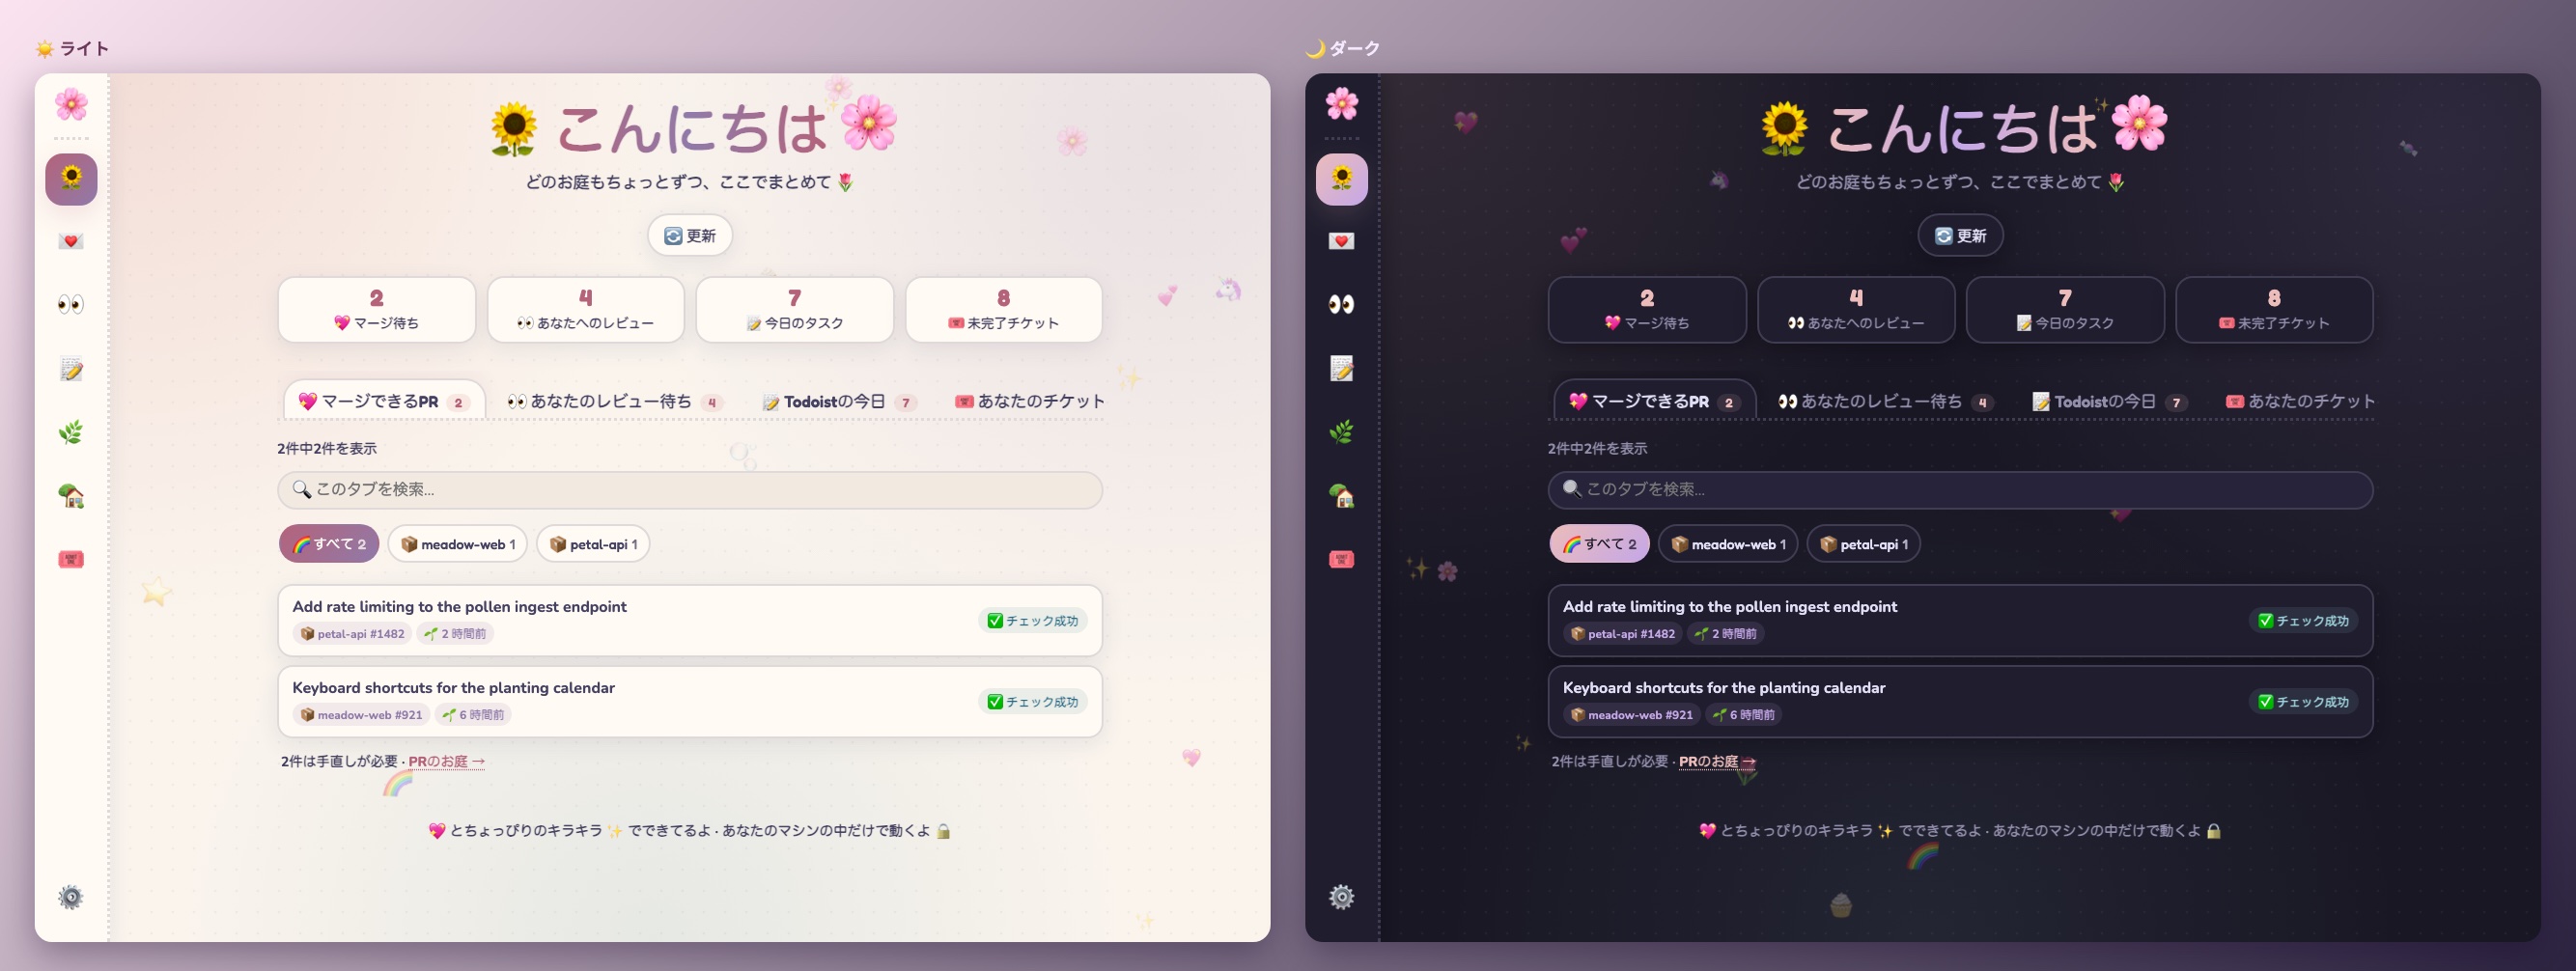 ライト
こんにちは
どのお庭もちょっとずつ、ここでまとめて
更新
2
マージ待ち
4
あなたへのレビュー
7
今日のタスク
8
未完了チケット
マージできるPR 2
あなたのレビュー待ち 4
Todoistの今日 7
あなたのチケット
2件中2件を表示
このタブを検索...
すべて 2
meadow-web 1
petal-api 1
Add rate limiting to the pollen ingest endpoint
petal-api #1482
2 時間前
チェック成功
Keyboard shortcuts for the planting calendar
meadow-web #921
6 時間前
チェック成功
2件は手直しが必要 · PRのお庭 →
とちょっぴりのキラキラ でできてるよ · あなたのマシンの中だけで動くよ
ダーク
こんにちは
どのお庭もちょっとずつ、ここでまとめて
更新
2
マージ待ち
4
あなたへのレビュー
7
今日のタスク
8
未完了チケット
マージできるPR 2
あなたのレビュー待ち 4
Todoistの今日 7
あなたのチケット
2件中2件を表示
このタブを検索...
すべて 2
meadow-web 1
petal-api 1
Add rate limiting to the pollen ingest endpoint
petal-api #1482
2 時間前
チェック成功
Keyboard shortcuts for the planting calendar
meadow-web #921
6 時間前
チェック成功
2件は手直しが必要 · PRのお庭 →
とちょっぴりのキラキラ でできてるよ · あなたのマシンの中だけで動くよ